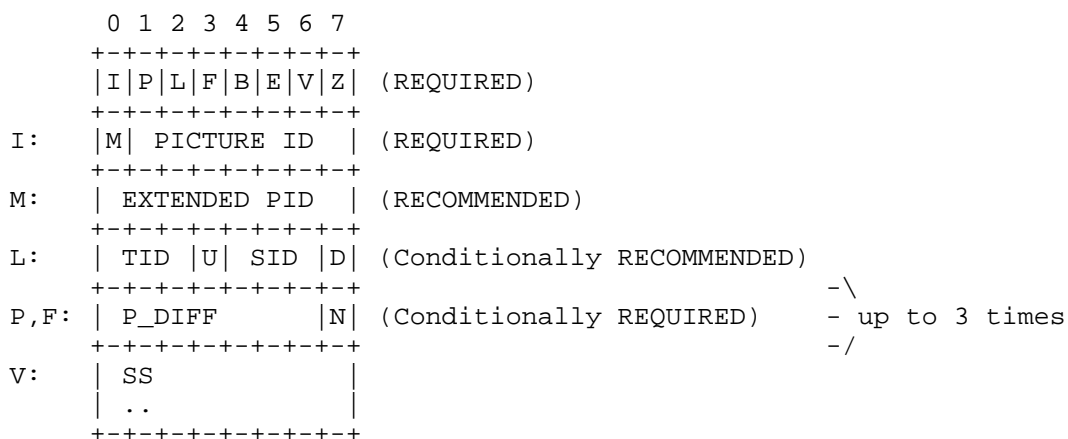 0 1 2 3 4 5 6 7
     +-+-+-+-+-+-+-+-+
     |I|P|L|F|B|E|V|Z| (REQUIRED)
     +-+-+-+-+-+-+-+-+
I:   |M| PICTURE ID  | (REQUIRED)
     +-+-+-+-+-+-+-+-+
M:   | EXTENDED PID  | (RECOMMENDED)
     +-+-+-+-+-+-+-+-+
L:   | TID |U| SID |D| (Conditionally RECOMMENDED)
     +-+-+-+-+-+-+-+-+                             -\
P,F: | P_DIFF      |N| (Conditionally REQUIRED)    - up to 3 times
     +-+-+-+-+-+-+-+-+                             -/
V:   | SS            |
     | ..            |
     +-+-+-+-+-+-+-+-+